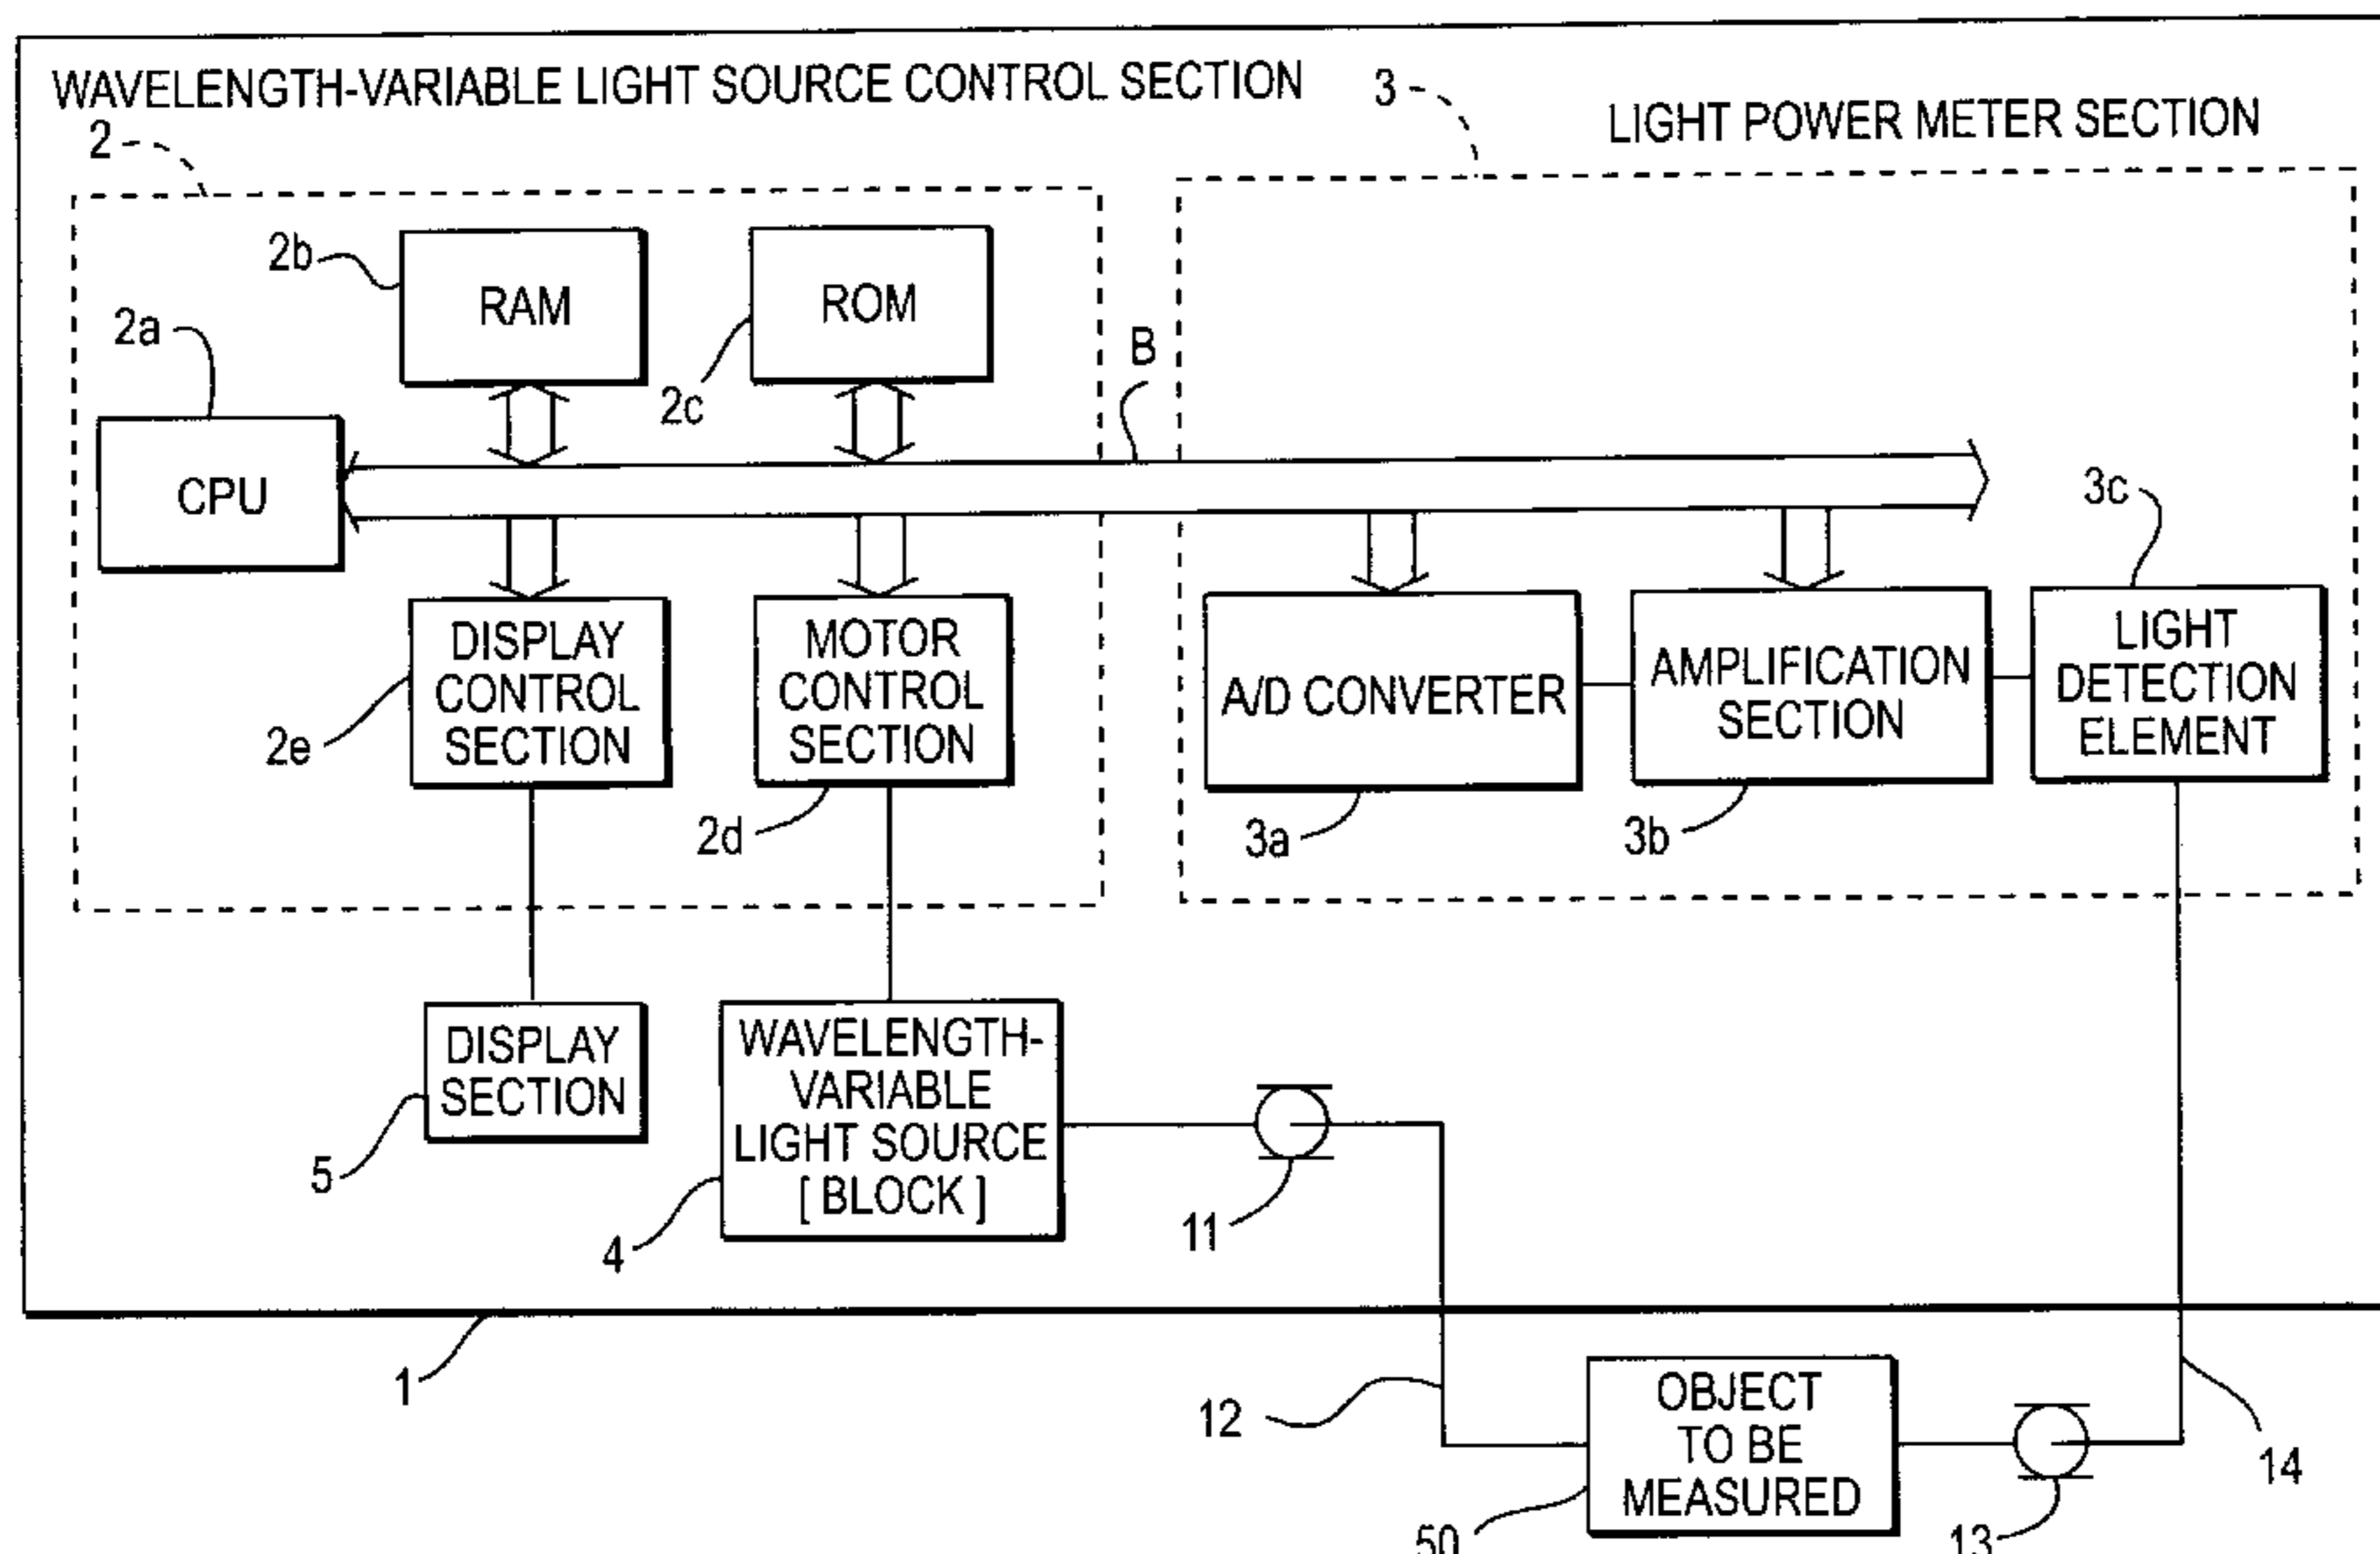 WAVELENGTH-VARIABLE LIGHT SOURCE CONTROL SECTION
3
LIGHT POWER METER SECTION
2
2b
RAM
ROM
2a
2c
B
CPU
3c
DISPLAY
CONTROL
SECTION
MOTOR
CONTROL
SECTION
A/D CONVERTER
AMPLIFICATION
SECTION
LIGHT
DETECTION
ELEMENT
2e
2d
3a
3b
DISPLAY
SECTION
WAVELENGTH-
VARIABLE
LIGHT SOURCE
[ BLOCK ]
5
4
11
1
12
OBJECT
TO BE
MEASURED
14
50
13